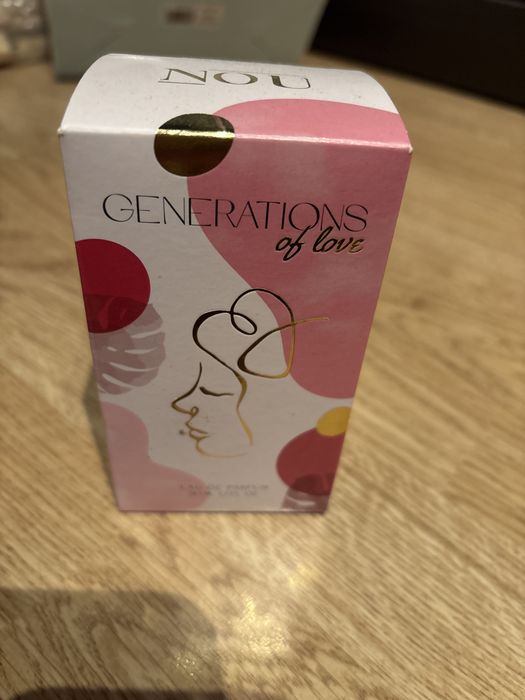 NOU
GENERATIONS
of love
EAU DE PARFUM